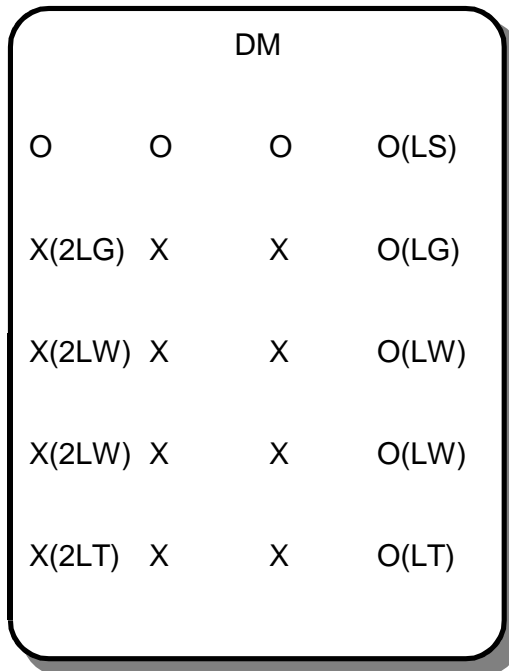 DM
O O O O(LS)
X(2LG) X X O(LG)
X(2LW) X X O(LW)
X(2LW) X X O(LW)
X(2LT) X X O(LT)